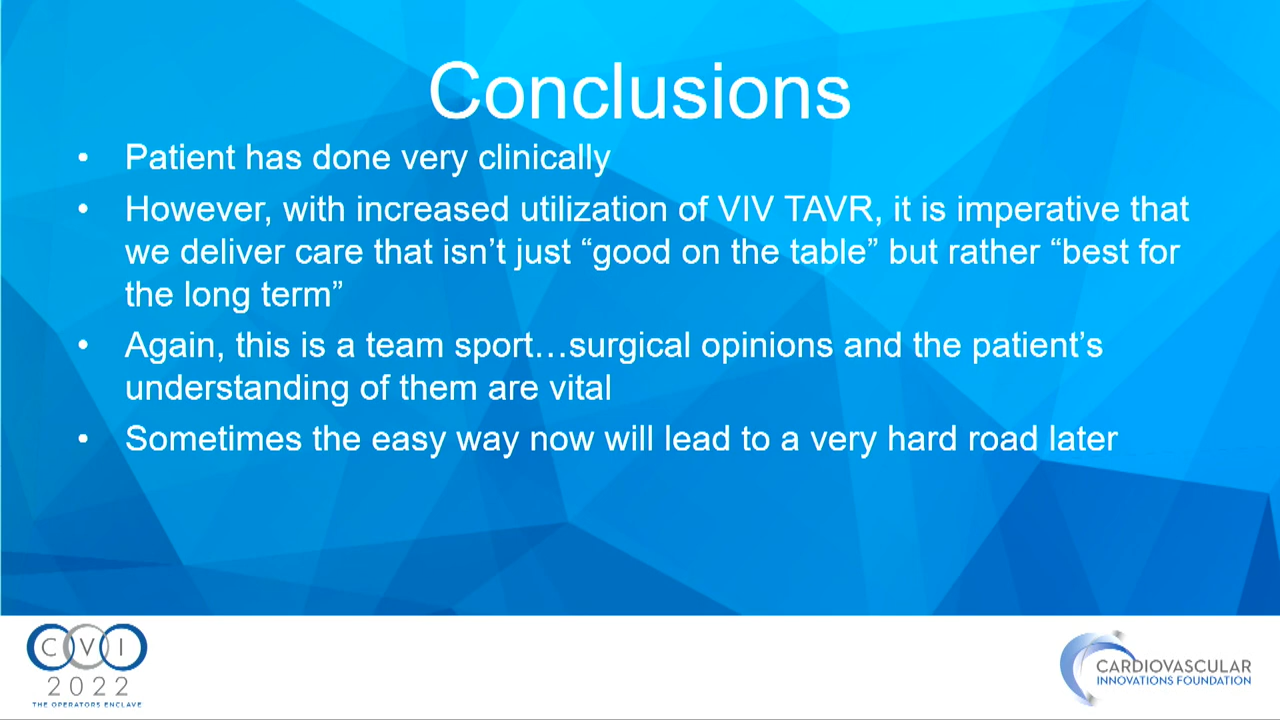 Conclusions
• Patient has done very clinically
• However, with increased utilization of VIV TAVR, it is imperative that
we deliver care that isn’t just “good on the table” but rather “best for
the long term”
• Again, this is a team sport…surgical opinions and the patient’s
understanding of them are vital
• Sometimes the easy way now will lead to a very hard road later
CVI
2022
THE OPERATORS ENCLAVE
CARDIOVASCULAR
INNOVATIONS FOUNDATION